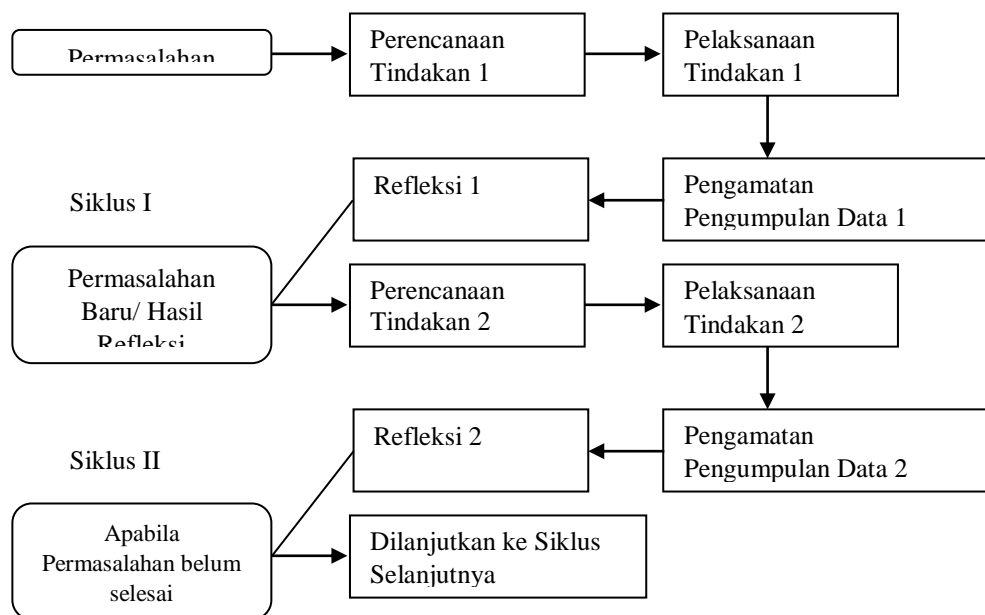 Permasalahan
Perencanaan
Tindakan 1
Pelaksanaan
Tindakan 1
Siklus I
Refleksi 1
Pengamatan
Pengumpulan Data 1
Permasalahan
Baru/ Hasil
Refleksi
Perencanaan
Tindakan 2
Pelaksanaan
Tindakan 2
Siklus II
Refleksi 2
Pengamatan
Pengumpulan Data 2
Apabila
Permasalahan belum
selesai
Dilanjutkan ke Siklus
Selanjutnya